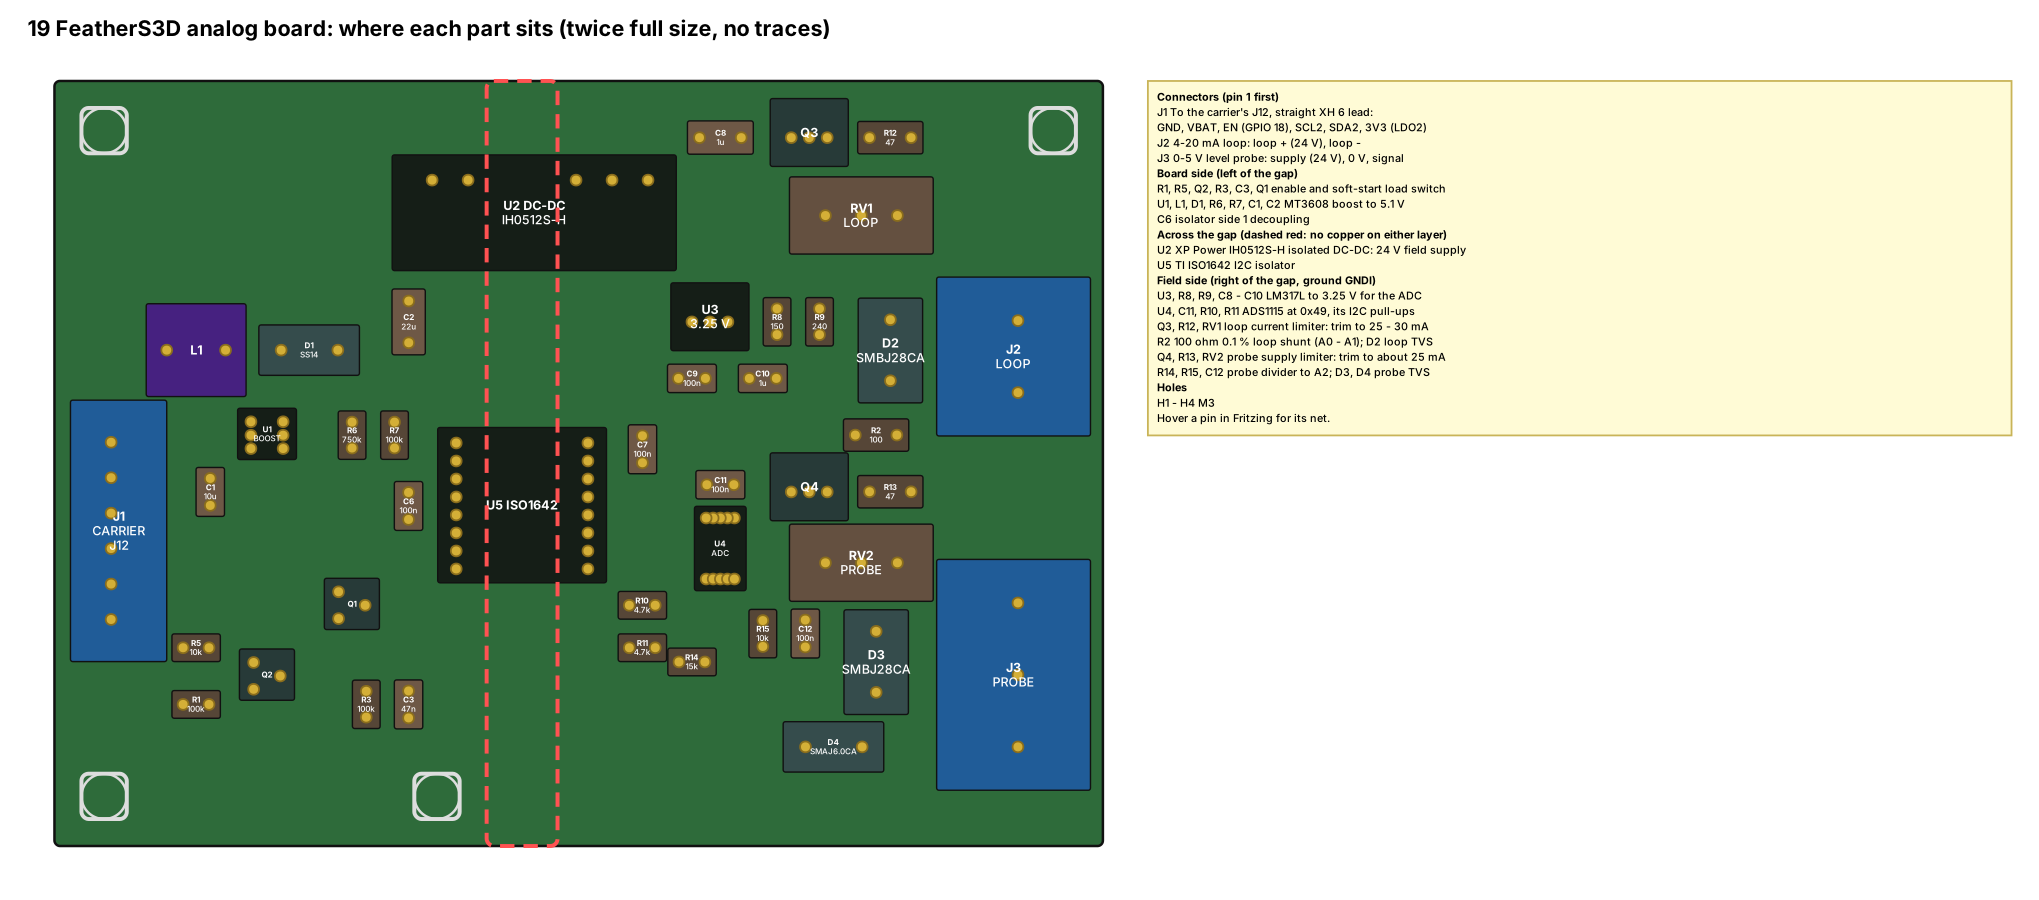 19 FeatherS3D analog board: where each part sits (twice full size, no traces)
Connectors (pin 1 first)
J1 To the carrier's J12, straight XH 6 lead:
GND, VBAT, EN (GPIO 18), SCL2, SDA2, 3V3 (LDO2)
J2 4-20 mA loop: loop + (24 V), loop -
J3 0-5 V level probe: supply (24 V), 0 V, signal
Board side (left of the gap)
R1, R5, Q2, R3, C3, Q1 enable and soft-start load switch
U1, L1, D1, R6, R7, C1, C2 MT3608 boost to 5.1 V
C6 isolator side 1 decoupling
Across the gap (dashed red: no copper on either layer)
U2 XP Power IH0512S-H isolated DC-DC: 24 V field supply
U5 TI ISO1642 I2C isolator
Field side (right of the gap, ground GNDI)
U3, R8, R9, C8 - C10 LM317L to 3.25 V for the ADC
U4, C11, R10, R11 ADS1115 at 0x49, its I2C pull-ups
Q3, R12, RV1 loop current limiter: trim to 25 - 30 mA
R2 100 ohm 0.1 % loop shunt (A0 - A1); D2 loop TVS
Q4, R13, RV2 probe supply limiter: trim to about 25 mA
R14, R15, C12 probe divider to A2; D3, D4 probe TVS
Holes
H1 - H4 M3
Hover a pin in Fritzing for its net.
C8
1u
Q3
R12
47
U2 DC-DC
IH0512S-H
RV1
LOOP
C2
22u
U3
3.25 V
R8
150
R9
240
L1
D1
SS14
D2
SMBJ28CA
J2
LOOP
C9
100n
C10
1u
U1
BOOST
R6
750k
R7
100k
C7
100n
R2
100
C1
10u
C6
100n
U5 ISO1642
C11
100n
Q4
R13
47
J1
CARRIER
J12
U4
ADC
RV2
PROBE
Q1
R10
4.7k
R5
10k
R11
4.7k
R14
15k
R15
10k
C12
100n
D3
SMBJ28CA
J3
PROBE
Q2
R1
100k
R3
100k
C3
47n
D4
SMAJ6.0CA